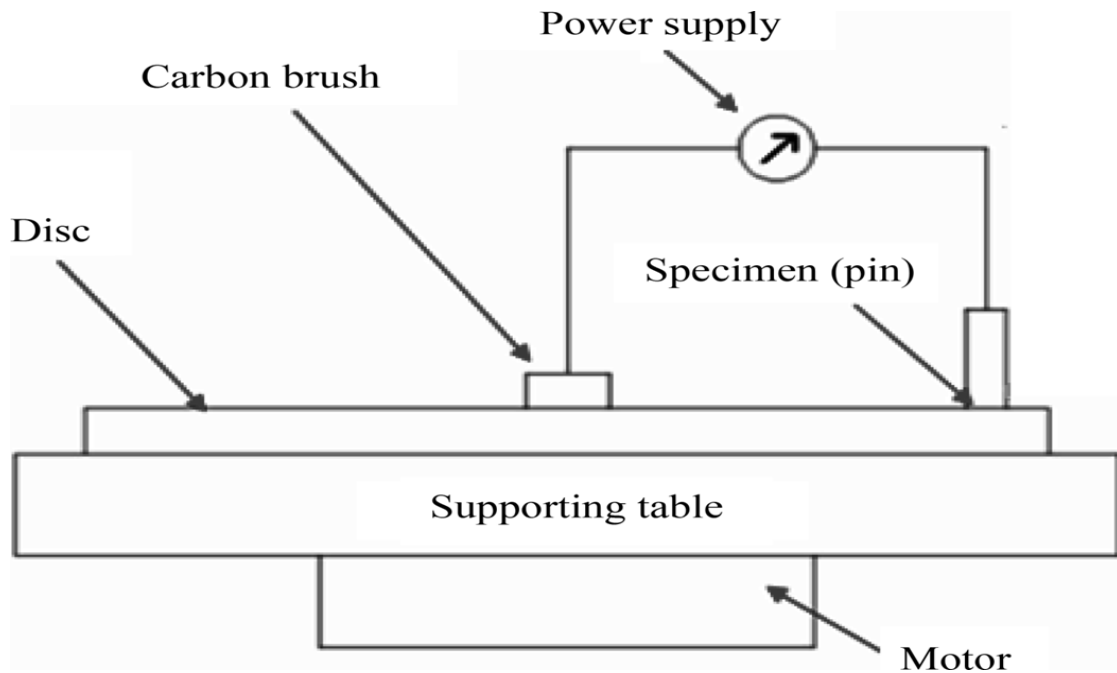 Power supply
Carbon brush
Disc
Specimen (pin)
Supporting table
Motor